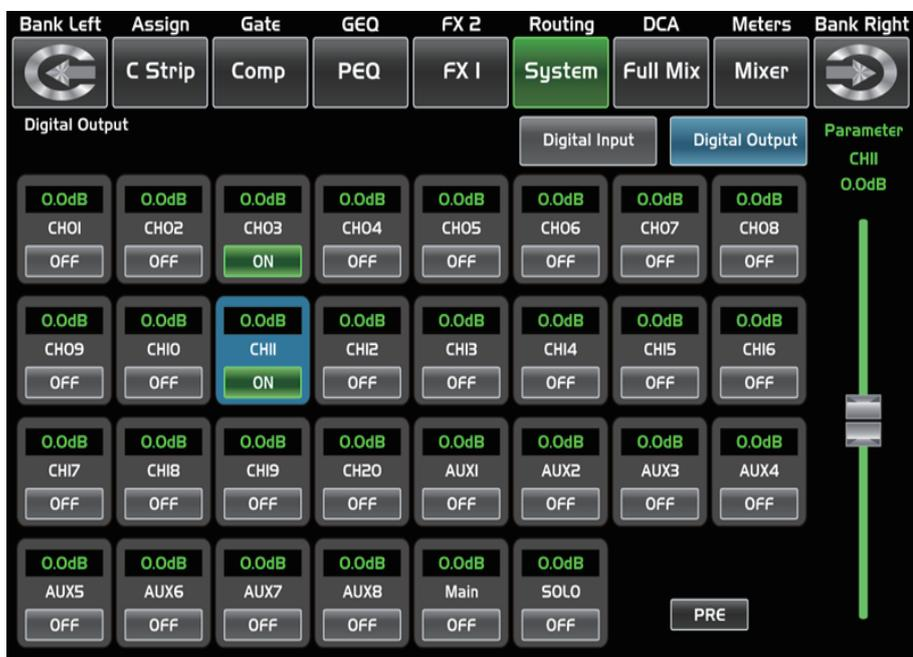 Bank Left Assign Gate GEQ FX 2 Routing DCA Meters Bank Right
C Strip Comp PEQ FX 1 System Full Mix Mixer
Digital Output Digital Input Digital Output Parameter
CH11
0.0dB
0.0dB 0.0dB 0.0dB 0.0dB 0.0dB 0.0dB 0.0dB 0.0dB
CH01 CH02 CH03 CH04 CH05 CH06 CH07 CH08
OFF OFF ON OFF OFF OFF OFF OFF
0.0dB 0.0dB 0.0dB 0.0dB 0.0dB 0.0dB 0.0dB 0.0dB
CH09 CH10 CH11 CH12 CH13 CH14 CH15 CH16
OFF OFF ON OFF OFF OFF OFF OFF
0.0dB 0.0dB 0.0dB 0.0dB 0.0dB 0.0dB 0.0dB 0.0dB
CH17 CH18 CH19 CH20 AUX1 AUX2 AUX3 AUX4
OFF OFF OFF OFF OFF OFF OFF OFF
0.0dB 0.0dB 0.0dB 0.0dB 0.0dB 0.0dB
AUX5 AUX6 AUX7 AUX8 Main SOLO
OFF OFF OFF OFF OFF OFF PRE